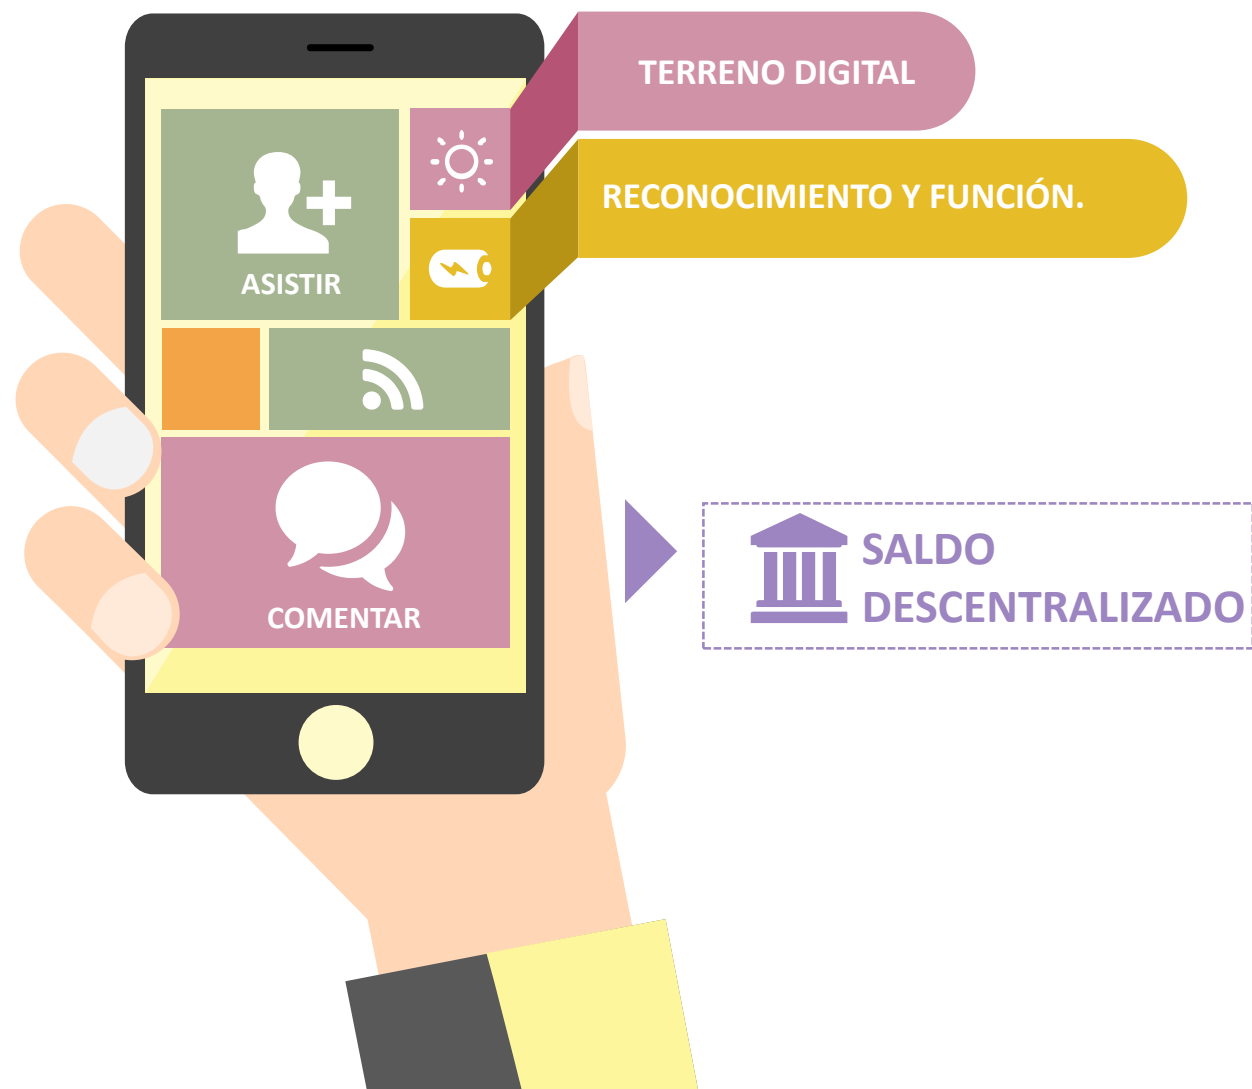 TERRENO DIGITAL
RECONOCIMIENTO Y FUNCIÓN.
ASISTIR
COMENTAR
SALDO
DESCENTRALIZADO